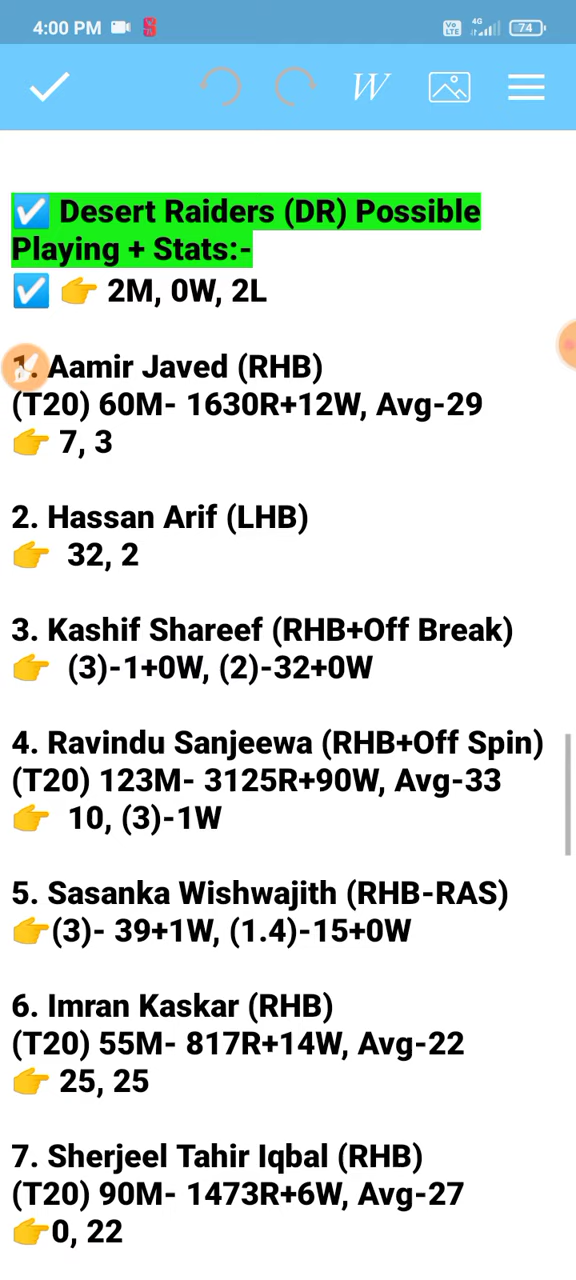 4:00 PM
Vo LTE 4G 74
W
✅ Desert Raiders (DR) Possible
Playing + Stats:-
✅ 👉 2M, 0W, 2L
1. Aamir Javed (RHB)
(T20) 60M- 1630R+12W, Avg-29
👉 7, 3
2. Hassan Arif (LHB)
👉 32, 2
3. Kashif Shareef (RHB+Off Break)
👉 (3)-1+0W, (2)-32+0W
4. Ravindu Sanjeewa (RHB+Off Spin)
(T20) 123M- 3125R+90W, Avg-33
👉 10, (3)-1W
5. Sasanka Wishwajith (RHB-RAS)
👉(3)- 39+1W, (1.4)-15+0W
6. Imran Kaskar (RHB)
(T20) 55M- 817R+14W, Avg-22
👉 25, 25
7. Sherjeel Tahir Iqbal (RHB)
(T20) 90M- 1473R+6W, Avg-27
👉0, 22